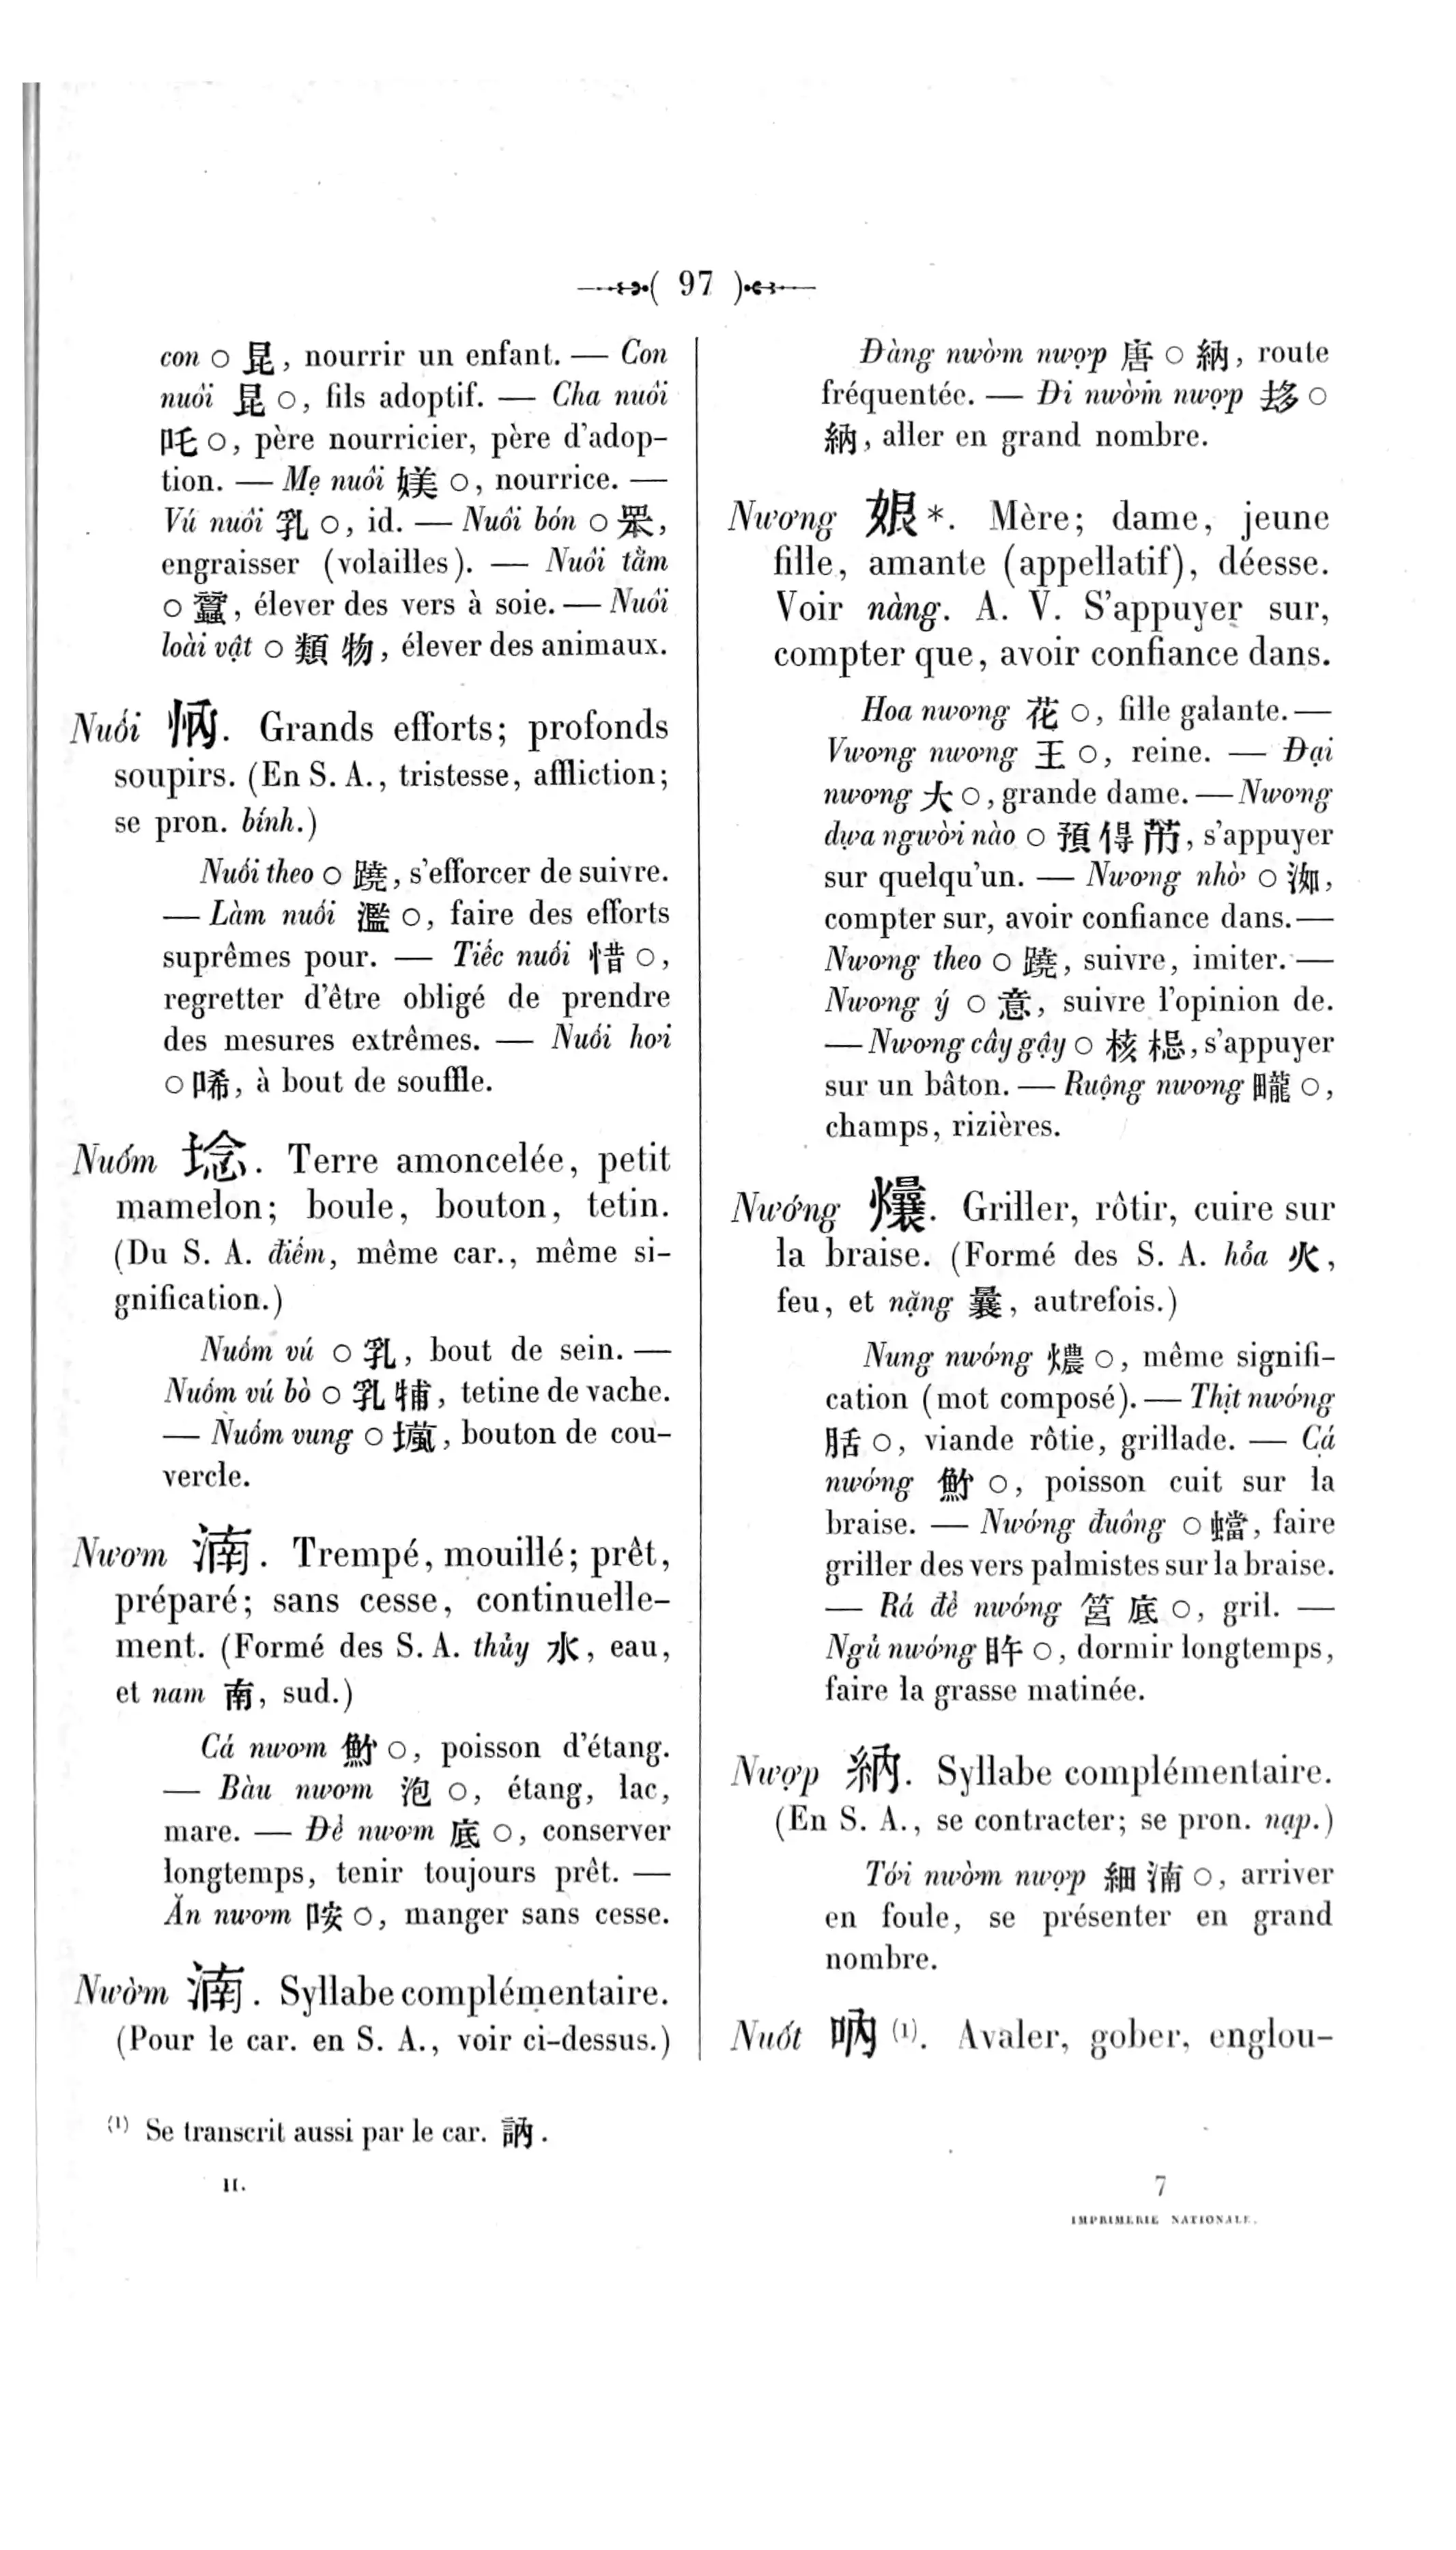 ( 97 )
con ○ 昆, nourrir un enfant. — Con
nuôi 昆 ○, fils adoptif. — Cha nuôi
吒 ○, père nourricier, père d'adop-
tion. — Mẹ nuôi 媄 ○, nourrice. —
Vú nuôi 乳 ○, id. — Nuôi bón ○
engraisser (volailles). — Nuôi tằm
○ 蠶, élever des vers à soie. — Nuôi
loài vật ○ 類 物, élever des animaux.
Nuối 怲. Grands efforts; profonds
soupirs. (En S. A., tristesse, affliction;
se pron. bính.)
Nuối theo ○ 蹺, s'efforcer de suivre.
— Làm nuối 濫 ○, faire des efforts
suprêmes pour. — Tiếc nuối 惜 ○,
regretter d'être obligé de prendre
des mesures extrêmes. — Nuối hơi
○ 唏, à bout de souffle.
Nuốm 埝. Terre amoncelée, petit
mamelon; boule, bouton, tetin.
(Du S. A. điếm, même car., même si-
gnification.)
Nuốm vú ○ 乳, bout de sein. —
Nuốm vú bò ○ 乳 𤙭, tetine de vache.
— Nuốm vung ○, bouton de cou-
vercle.
Nươm 湳. Trempé, mouillé; prêt,
préparé; sans cesse, continuelle-
ment. (Formé des S. A. thủy 水, eau,
et nam 南, sud.)
Cá nươm 𩵜 ○, poisson d'étang.
— Bàu nươm 泡 ○, étang, lac,
mare. — Để nươm 底 ○, conserver
longtemps, tenir toujours prêt. —
Ăn nươm 咹 ○, manger sans cesse.
Nườm 湳. Syllabe complémentaire.
(Pour le car. en S. A., voir ci-dessus.)
Đàng nườm nượp 唐 ○ 納, route
fréquentée. — Đi nườm nượp 𠫾 ○
納, aller en grand nombre.
Nương 娘 *. Mère; dame, jeune
fille, amante (appellatif), déesse.
Voir nàng. A. V. S'appuyer sur,
compter que, avoir confiance dans.
Hoa nương 花 ○, fille galante. —
Vương nương 王 ○, reine. — Đại
nương 大 ○, grande dame. — Nương
dựa người nào ○ 預 得 芇, s'appuyer
sur quelqu'un. — Nương nhờ ○ 洳,
compter sur, avoir confiance dans. —
Nương theo ○ 蹺, suivre, imiter. —
Nương ý ○ 意, suivre l'opinion de.
— Nương cây gậy ○ 核, s'appuyer
sur un bâton. — Ruộng nương 𪽞 ○,
champs, rizières.
Nướng 爙. Griller, rôtir, cuire sur
la braise. (Formé des S. A. hỏa 火,
feu, et nặng 曩, autrefois.)
Nung nướng 燶 ○, même signifi-
cation (mot composé). — Thịt nướng
𦧘 ○, viande rôtie, grillade. — Cá
nướng 𩵜 ○, poisson cuit sur la
braise. — Nướng đuông ○ 蟷, faire
griller des vers palmistes sur la braise.
— Rá để nướng 筥 底 ○, gril. —
Ngủ nướng 𥄭 ○, dormir longtemps,
faire la grasse matinée.
Nượp 納. Syllabe complémentaire.
(En S. A., se contracter; se pron. nạp.)
Tới nườm nượp 細 湳 ○, arriver
en foule, se présenter en grand
nombre.
Nuốt 吶 (1). Avaler, gober, englou-
(1) Se transcrit aussi par le car. 訥.
II.
7
IMPRIMERIE NATIONALE.